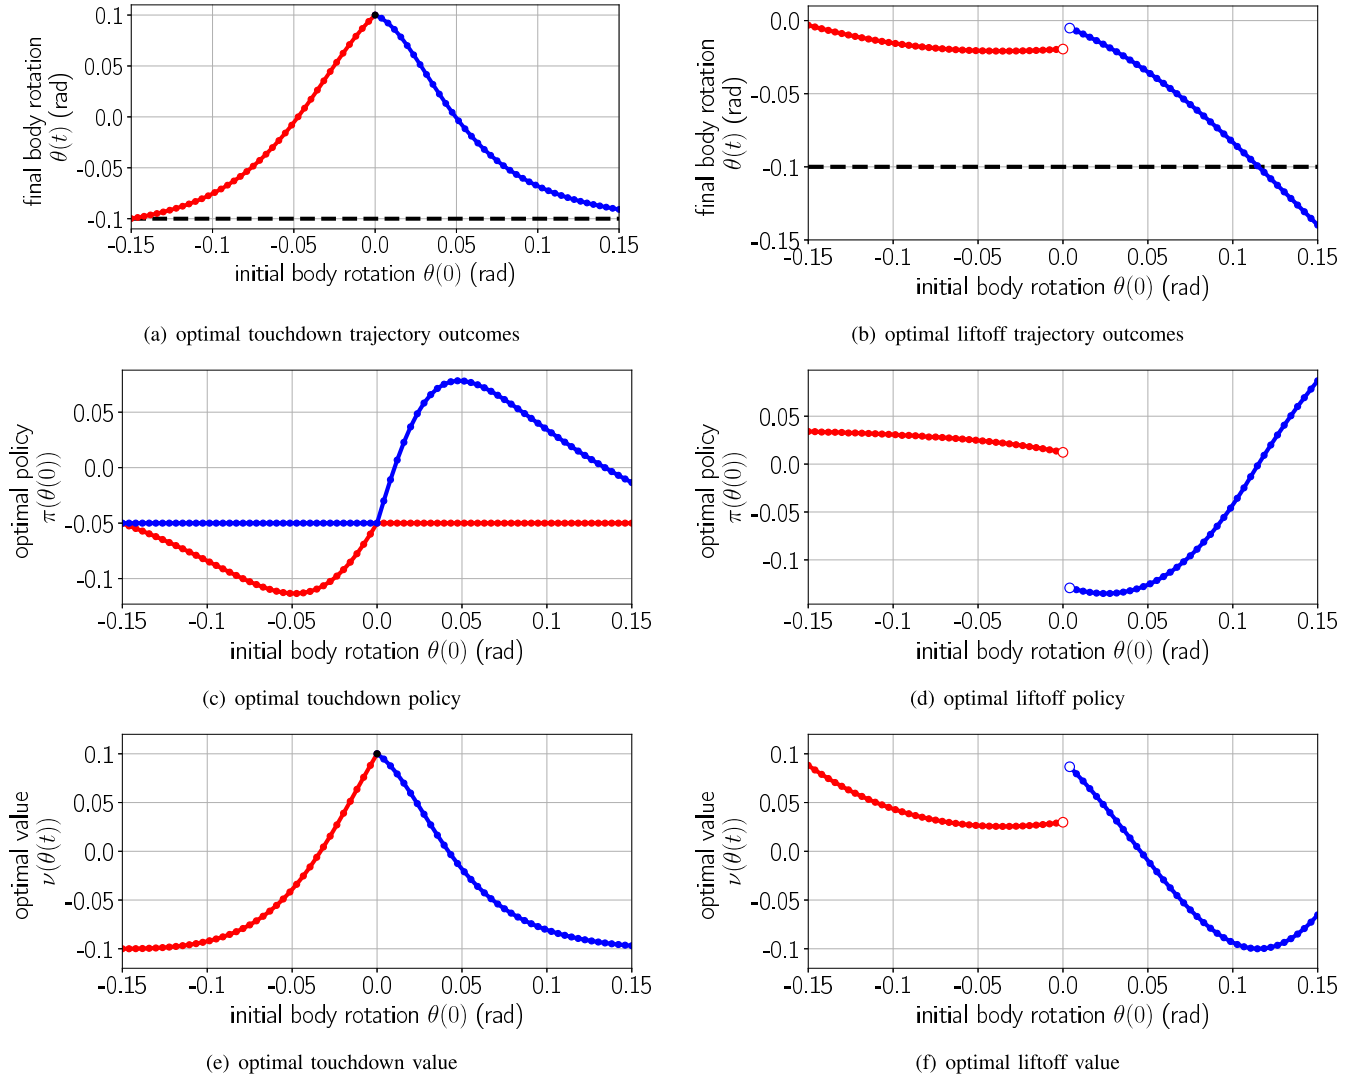 0.1
0.05
0.0
-0.05
-0.1
final body rotation
θ(t) (rad)
-0.15 -0.1 -0.05 0.0 0.05 0.1 0.15
initial body rotation θ(0) (rad)
(a) optimal touchdown trajectory outcomes
0.0
-0.05
-0.1
-0.15
final body rotation
θ(t) (rad)
-0.15 -0.1 -0.05 0.0 0.05 0.1 0.15
initial body rotation θ(0) (rad)
(b) optimal liftoff trajectory outcomes
0.05
0.0
-0.05
-0.1
optimal policy
π(θ(0))
-0.15 -0.1 -0.05 0.0 0.05 0.1 0.15
initial body rotation θ(0) (rad)
(c) optimal touchdown policy
0.05
0.0
-0.05
-0.1
optimal policy
π(θ(0))
-0.15 -0.1 -0.05 0.0 0.05 0.1 0.15
initial body rotation θ(0) (rad)
(d) optimal liftoff policy
0.1
0.05
0.0
-0.05
-0.1
optimal value
ν(θ(t))
-0.15 -0.1 -0.05 0.0 0.05 0.1 0.15
initial body rotation θ(0) (rad)
(e) optimal touchdown value
0.1
0.05
0.0
-0.05
-0.1
optimal value
ν(θ(t))
-0.15 -0.1 -0.05 0.0 0.05 0.1 0.15
initial body rotation θ(0) (rad)
(f) optimal liftoff value